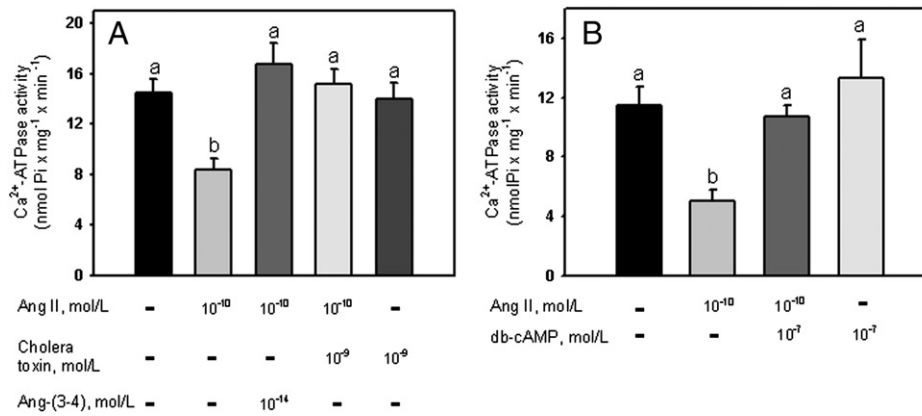 A
Ca²⁺-ATPase activity
(nmol Pi x mg⁻¹ x min⁻¹)
20
16
12
8
4
0
a
b
a
a
a
Ang II, mol/L - 10⁻¹⁰ 10⁻¹⁰ 10⁻¹⁰ -
Cholera
toxin, mol/L - - - 10⁻⁹ 10⁻⁹
Ang-(3-4), mol/L - - 10⁻¹⁴ - -
B
Ca²⁺-ATPase activity
(nmolPi x mg⁻¹ x min⁻¹)
16
12
8
4
0
a
b
a
a
Ang II, mol/L - 10⁻¹⁰ 10⁻¹⁰ -
db-cAMP, mol/L - - 10⁻⁷ 10⁻⁷